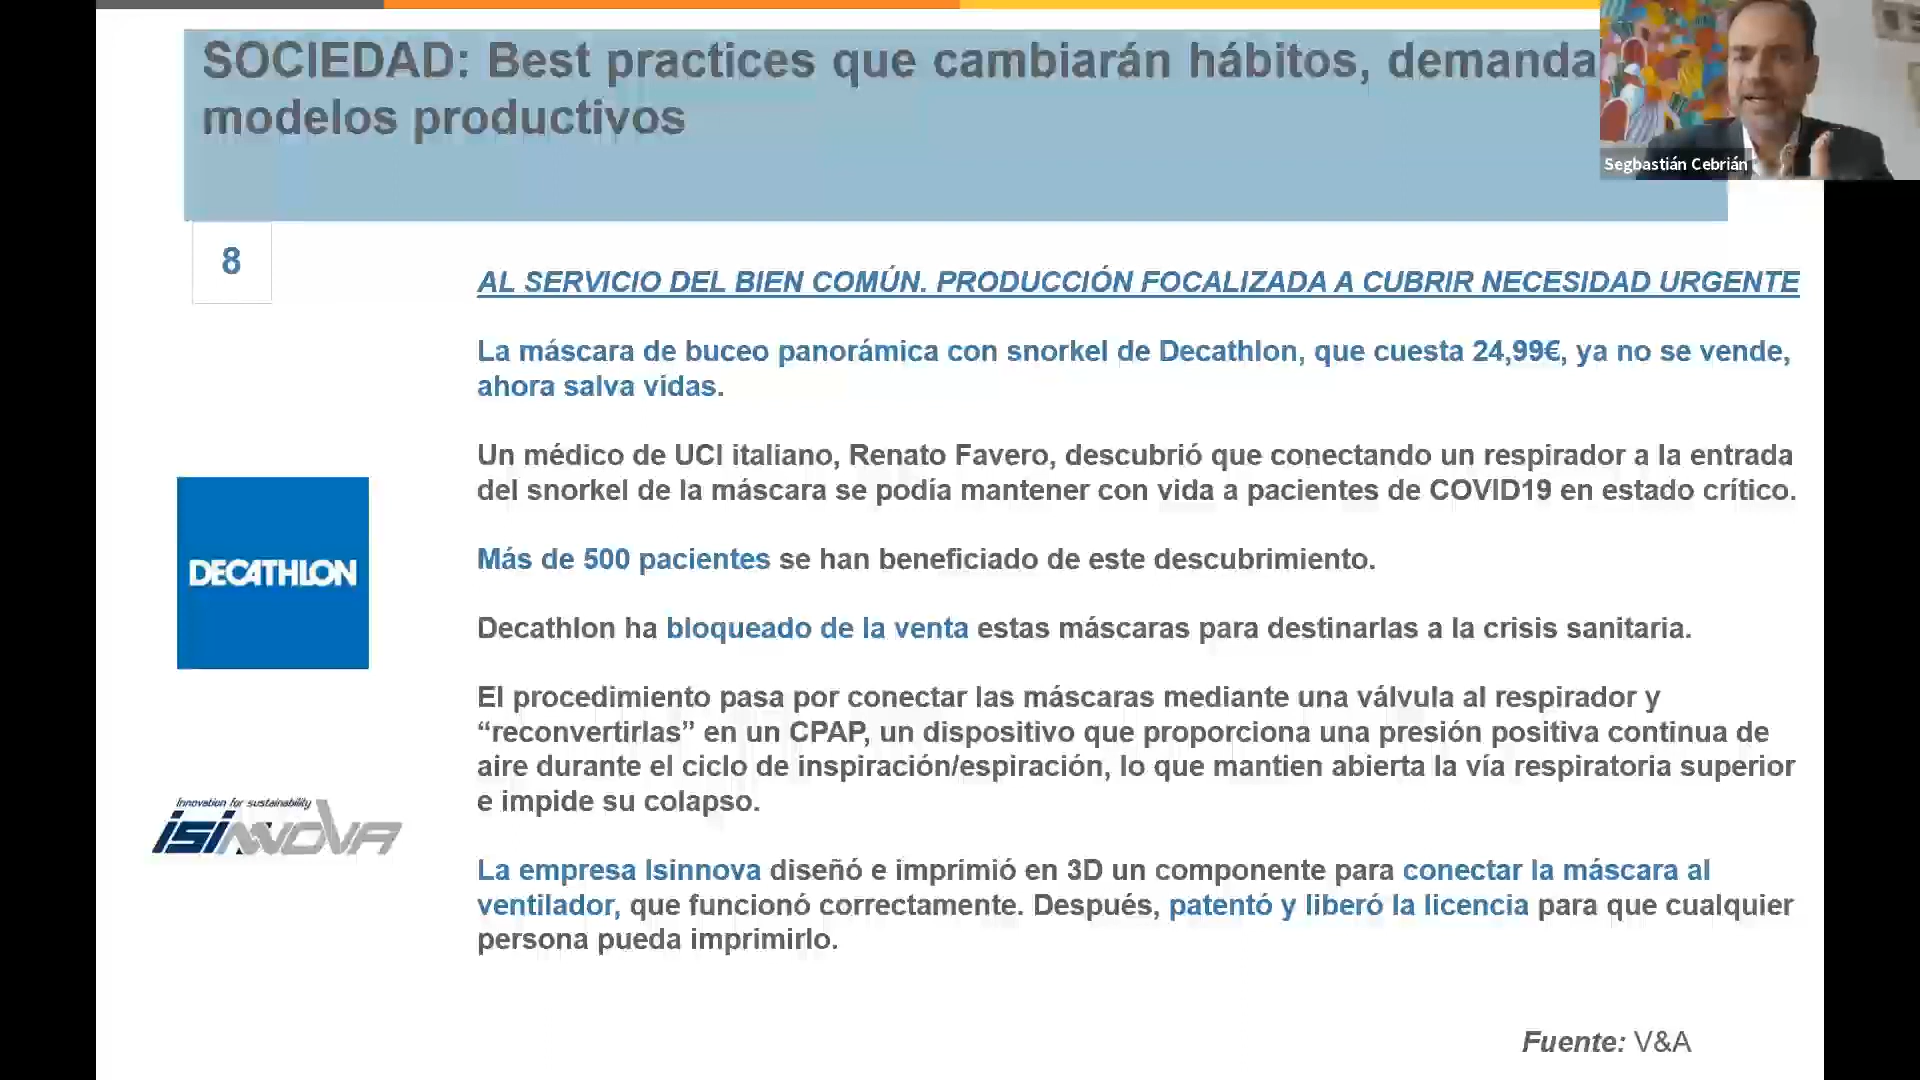 SOCIEDAD: Best practices que cambiarán hábitos, demanda
modelos productivos
Segbastián Cebrián
8
AL SERVICIO DEL BIEN COMÚN. PRODUCCIÓN FOCALIZADA A CUBRIR NECESIDAD URGENTE
La máscara de buceo panorámica con snorkel de Decathlon, que cuesta 24,99€, ya no se vende,
ahora salva vidas.
Un médico de UCI italiano, Renato Favero, descubrió que conectando un respirador a la entrada
del snorkel de la máscara se podía mantener con vida a pacientes de COVID19 en estado crítico.
Más de 500 pacientes se han beneficiado de este descubrimiento.
DECATHLON
Decathlon ha bloqueado de la venta estas máscaras para destinarlas a la crisis sanitaria.
El procedimiento pasa por conectar las máscaras mediante una válvula al respirador y
“reconvertirlas” en un CPAP, un dispositivo que proporciona una presión positiva continua de
aire durante el ciclo de inspiración/espiración, lo que mantien abierta la vía respiratoria superior
e impide su colapso.
Innovation for sustainability
isinnova
La empresa Isinnova diseñó e imprimió en 3D un componente para conectar la máscara al
ventilador, que funcionó correctamente. Después, patentó y liberó la licencia para que cualquier
persona pueda imprimirlo.
Fuente: V&A